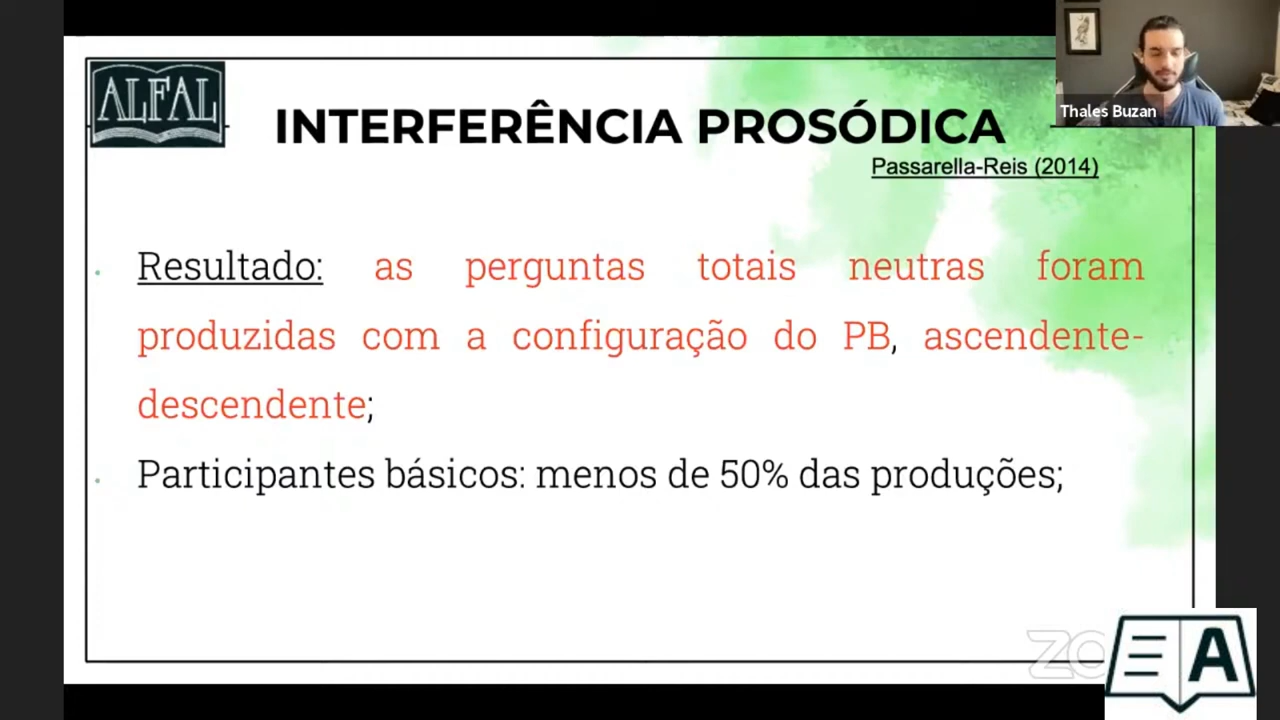 ALFAL
INTERFERÊNCIA PROSÓDICA
Passarella-Reis (2014)
Thales Buzan
Resultado: as perguntas totais neutras foram
produzidas com a configuração do PB, ascendente-
descendente;
Participantes básicos: menos de 50% das produções;
A